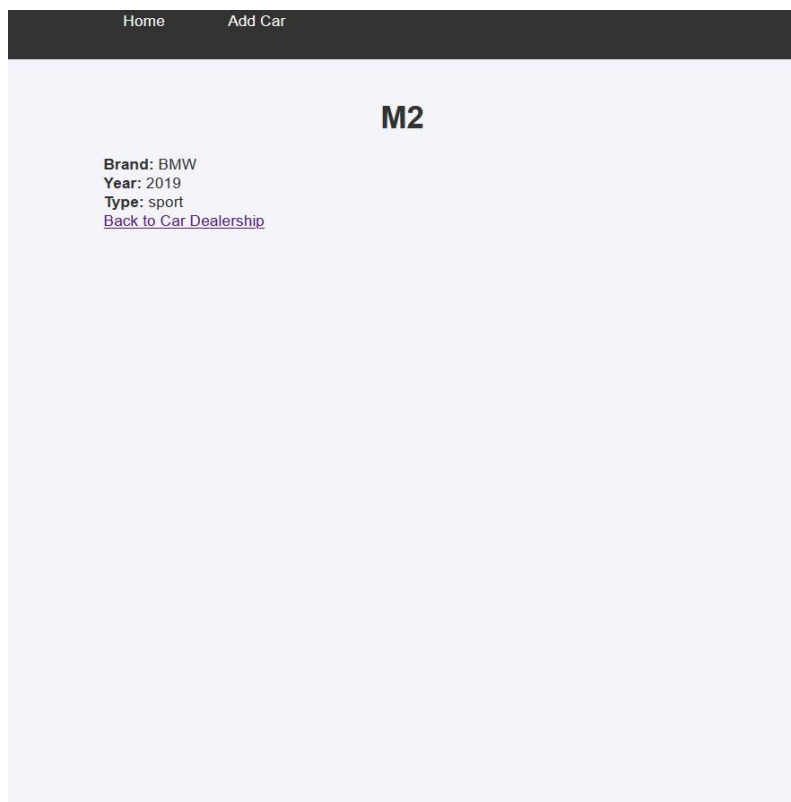 Home Add Car
M2
Brand: BMW
Year: 2019
Type: sport
Back to Car Dealership